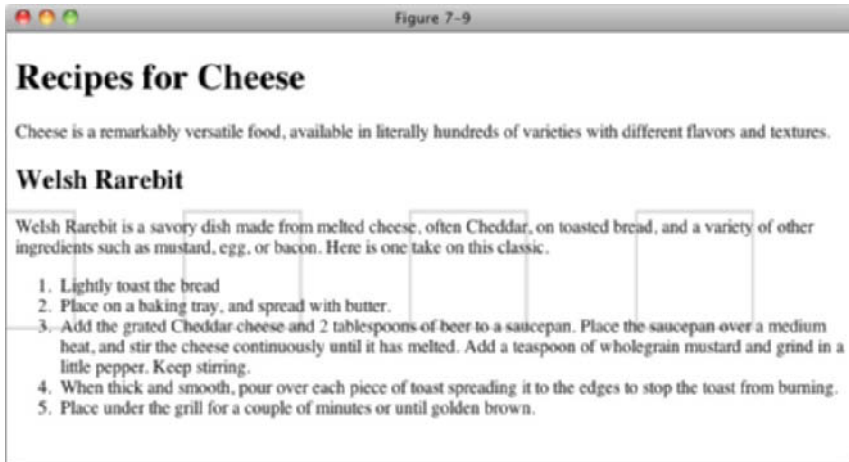 Figure 7-9
Recipes for Cheese
Cheese is a remarkably versatile food, available in literally hundreds of varieties with different flavors and textures.
Welsh Rarebit
Welsh Rarebit is a savory dish made from melted cheese, often Cheddar, on toasted bread, and a variety of other
ingredients such as mustard, egg, or bacon. Here is one take on this classic.
1. Lightly toast the bread
2. Place on a baking tray, and spread with butter.
3. Add the grated Cheddar cheese and 2 tablespoons of beer to a saucepan. Place the saucepan over a medium
heat, and stir the cheese continuously until it has melted. Add a teaspoon of wholegrain mustard and grind in a
little pepper. Keep stirring.
4. When thick and smooth, pour over each piece of toast spreading it to the edges to stop the toast from burning.
5. Place under the grill for a couple of minutes or until golden brown.